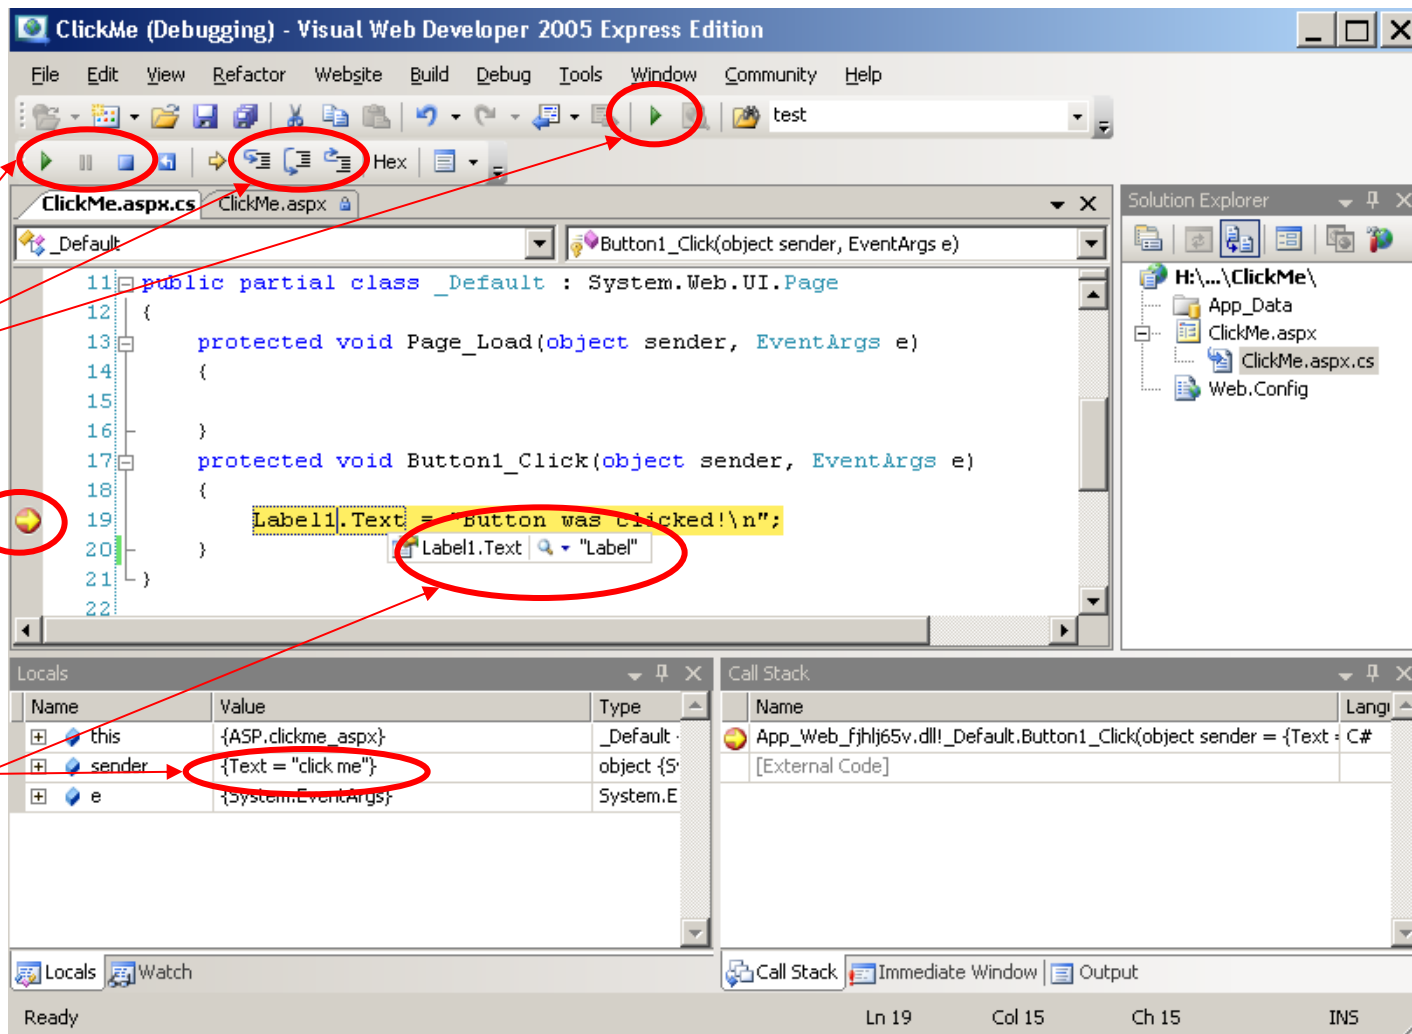 ClickMe (Debugging) - Visual Web Developer 2005 Express Edition
File Edit View Refactor Website Build Debug Tools Window Community Help
test
Hex
ClickMe.aspx.cs ClickMe.aspx
_Default Button1_Click(object sender, EventArgs e)
11 public partial class _Default : System.Web.UI.Page
12 {
13 protected void Page_Load(object sender, EventArgs e)
14 {
15
16 }
17 protected void Button1_Click(object sender, EventArgs e)
18 {
19 Label1.Text = "Button was clicked!\n";
Label1.Text "Label"
20 }
21 }
22
Solution Explorer
H:\...\ClickMe\
App_Data
ClickMe.aspx
ClickMe.aspx.cs
Web.Config
Locals
Name Value Type
this {ASP.clickme_aspx} _Default
sender {Text = "click me"} object {S
e {System.EventArgs} System.E
Locals Watch
Call Stack
Name Lang
App_Web_fjhlj65v.dll!_Default.Button1_Click(object sender = {Text = C#
[External Code]
Call Stack Immediate Window Output
Ready Ln 19 Col 15 Ch 15 INS